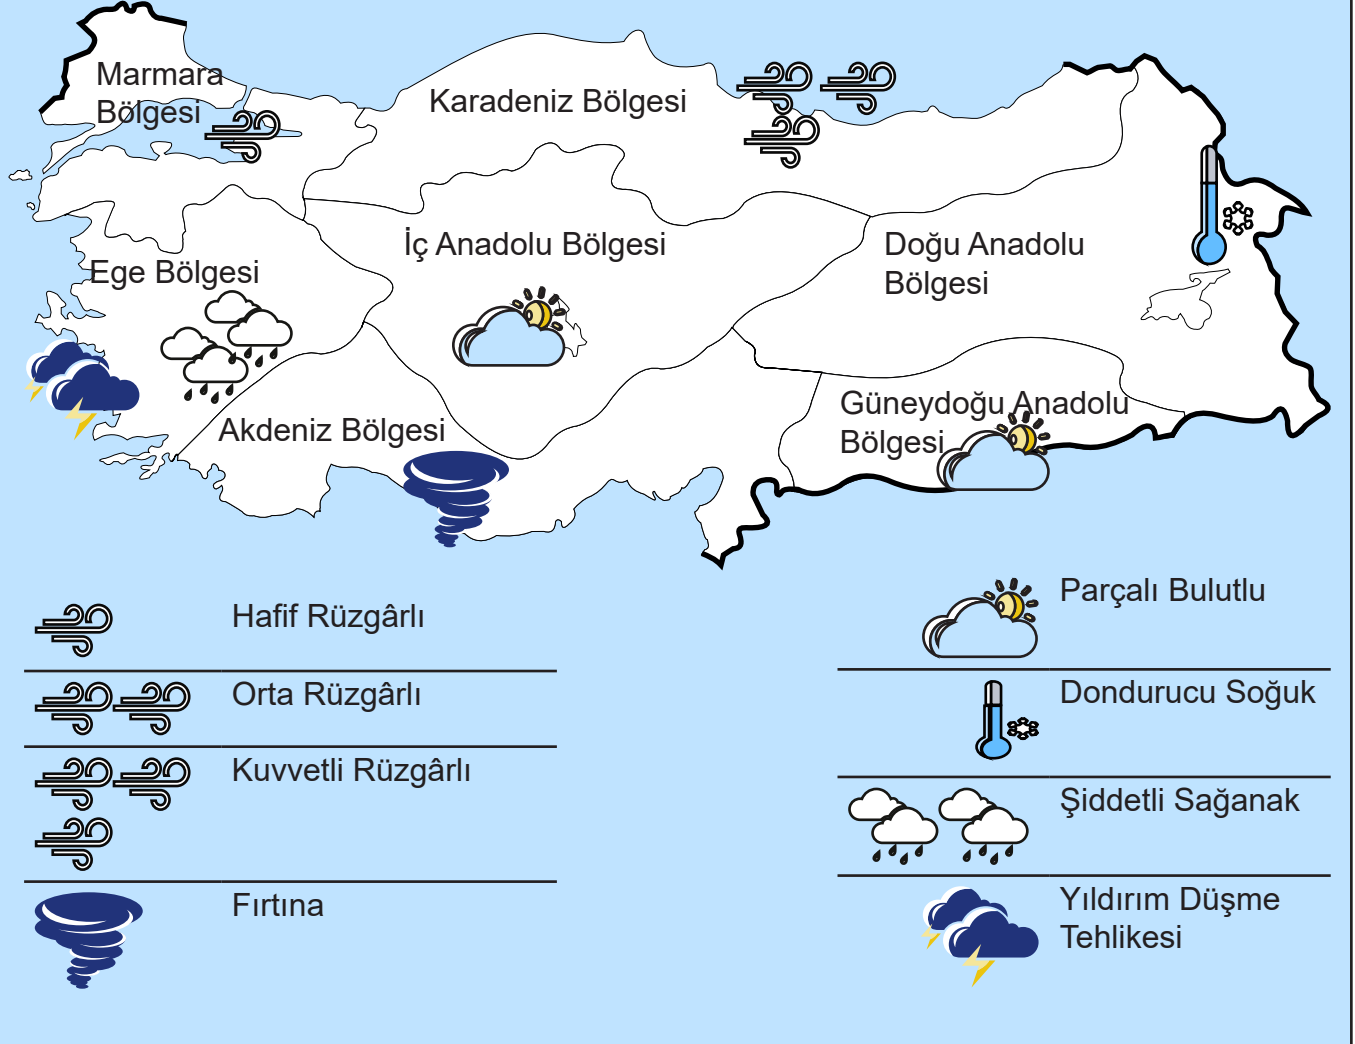 Marmara
Bölgesi
Karadeniz Bölgesi
İç Anadolu Bölgesi
Doğu Anadolu
Bölgesi
Ege Bölgesi
Akdeniz Bölgesi
Güneydoğu Anadolu
Bölgesi
Hafif Rüzgârlı
Orta Rüzgârlı
Kuvvetli Rüzgârlı
Fırtına
Parçalı Bulutlu
Dondurucu Soğuk
Şiddetli Sağanak
Yıldırım Düşme
Tehlikesi